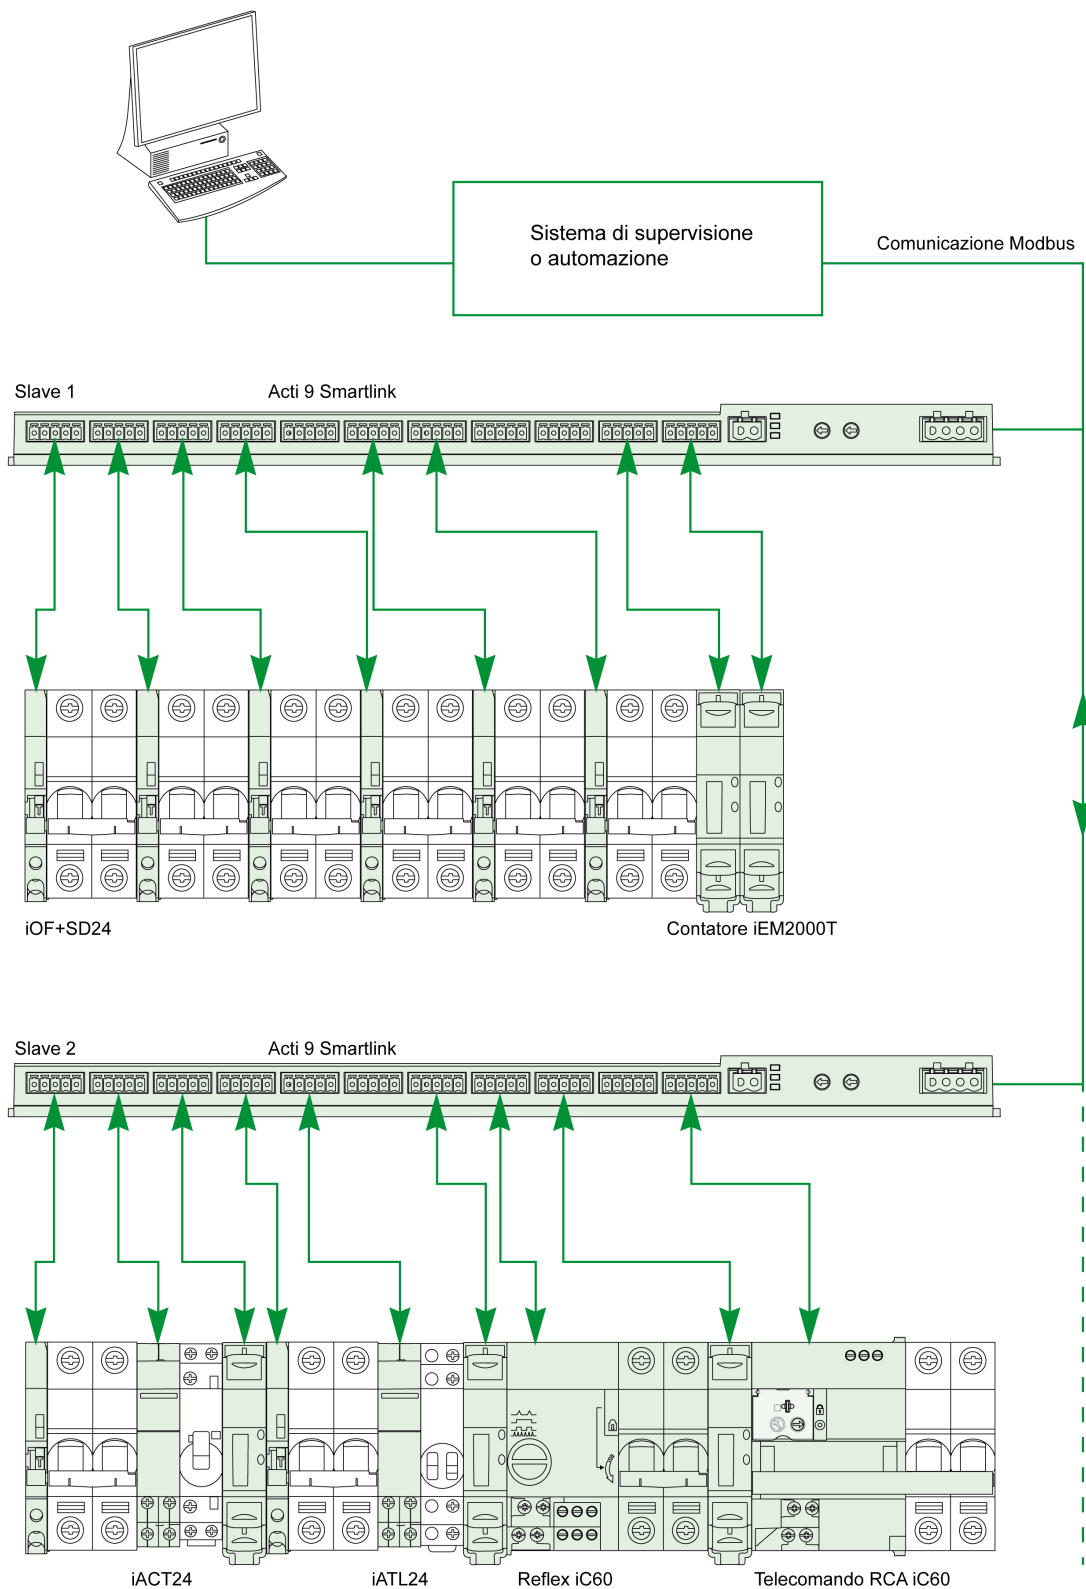 Sistema di supervisione
o automazione
Comunicazione Modbus
Slave 1
Acti 9 Smartlink
iOF+SD24
Contatore iEM2000T
Slave 2
Acti 9 Smartlink
iACT24
iATL24
Reflex iC60
Telecomando RCA iC60